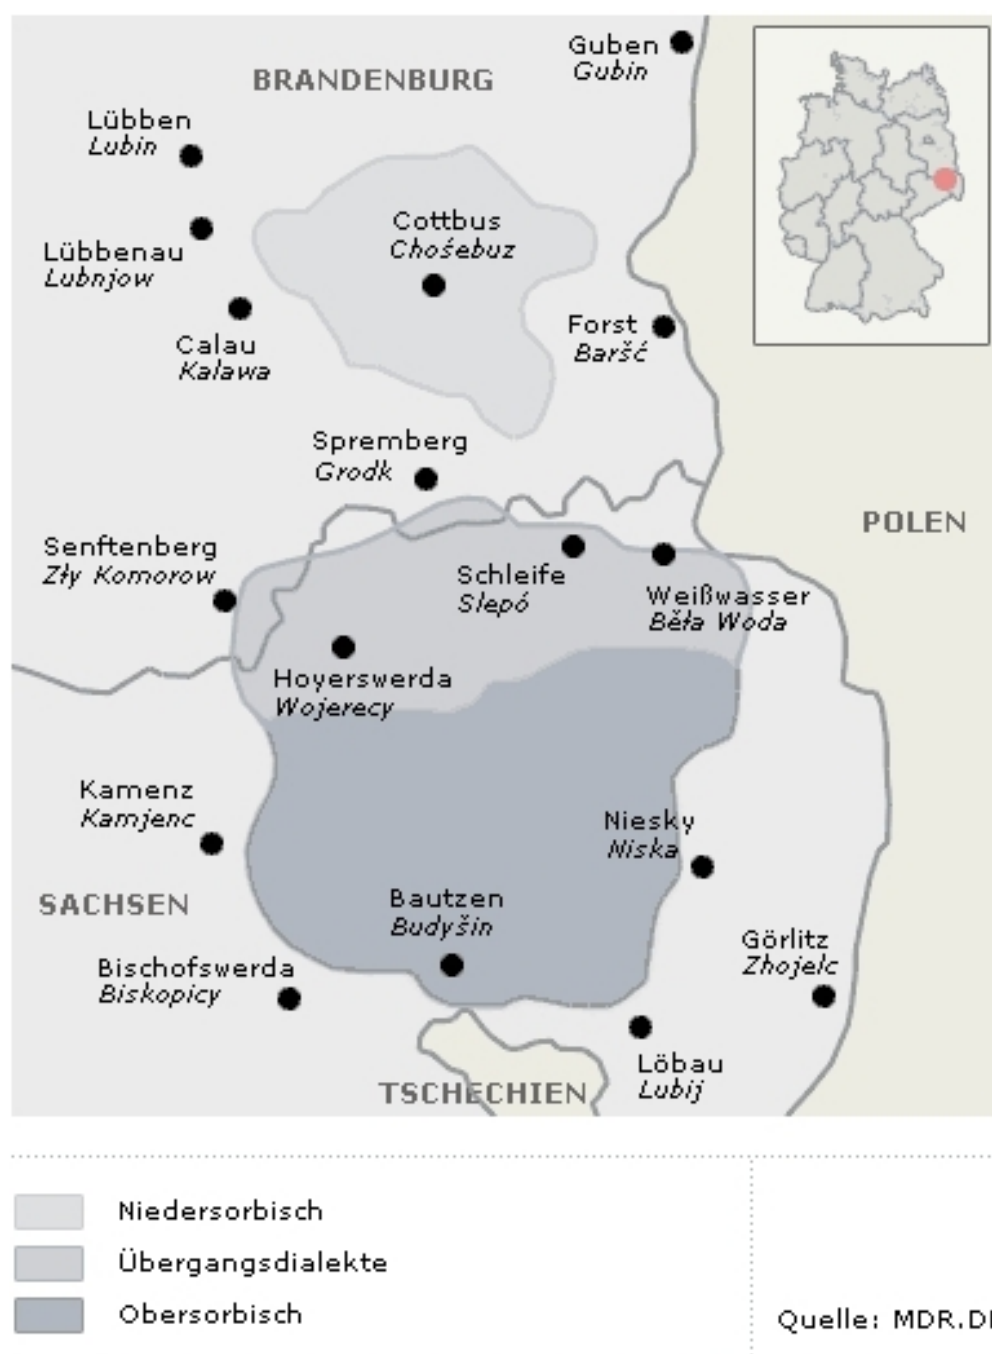 Guben
Gubin
BRANDENBURG
Lübben
Lubin
Cottbus
Chośebuz
Lübbenau
Lubnjow
Forst
Baršć
Calau
Kalawa
Spremberg
Grodk
POLEN
Senftenberg
Zły Komorow
Schleife
Slepó
Weißwasser
Běła Woda
Hoyerswerda
Wojerecy
Kamenz
Kamjenc
Niesky
Niska
SACHSEN
Bautzen
Budyšin
Görlitz
Zhojelc
Bischofswerda
Biskopicy
Löbau
Lubij
TSCHECHIEN
Niedersorbisch
Übergangsdialekte
Obersorbisch
Quelle: MDR.DE